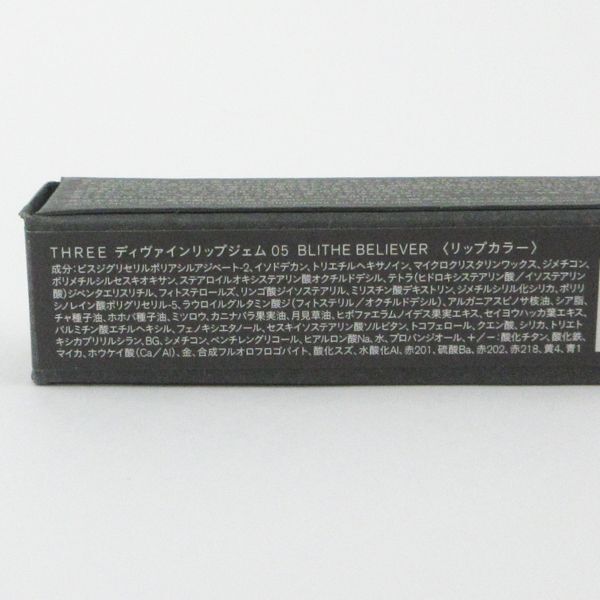 THREE ディヴァインリップジェム 05 BLITHE BELIEVER 〈リップカラー〉
成分:ビスジグリセリルポリアシルアジペート-2、イソドデカン、トリエチルヘキサノイン、マイクロクリスタリンワックス、ジメチコン、
ポリメチルシルセスキオキサン、ステアロイルオキシステアリン酸オクチルドデシル、テトラ(ヒドロキシステアリン酸/イソステアリン
酸)ジペンタエリスリチル、フィトステロールズ、リンゴ酸ジイソステアリル、ミリスチン酸デキストリン、ジメチルシリル化シリカ、ポリリ
シノレイン酸ポリグリセリル-5、ラウロイルグルタミン酸ジ(フィトステリル/オクチルドデシル)、アルガニアスピノサ核油、シア脂、
チャ種子油、ホホバ種子油、ミツロウ、カニナバラ果実油、月見草油、ヒポファエラムノイデス果実エキス、セイヨウハッカ葉エキス、
パルミチン酸エチルヘキシル、フェノキシエタノール、セスキイソステアリン酸ソルビタン、トコフェロール、クエン酸、シリカ、トリエト
キシカプリリルシラン、BG、シメチコン、ペンチレングリコール、ヒアルロン酸Na、水、プロパンジオール、+/-:酸化チタン、酸化鉄、
マイカ、ホウケイ酸(Ca/Al)、金、合成フルオロフロゴパイト、酸化スズ、水酸化Al、赤201、硫酸Ba、赤202、赤218、黄4、青1